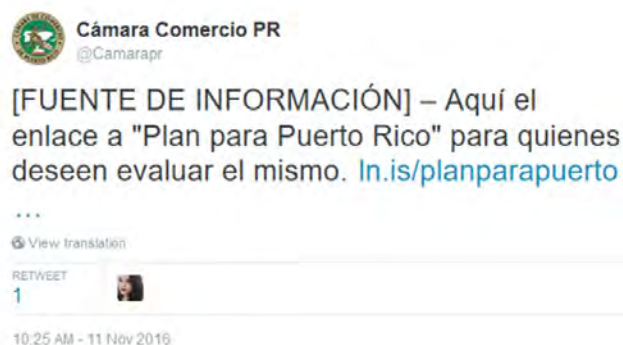 Cámara Comercio PR
@Camarapr
[FUENTE DE INFORMACIÓN] – Aquí el
enlace a "Plan para Puerto Rico" para quienes
deseen evaluar el mismo. ln.is/planparapuerto
...
View translation
RETWEET
1
10:25 AM - 11 Nov 2016